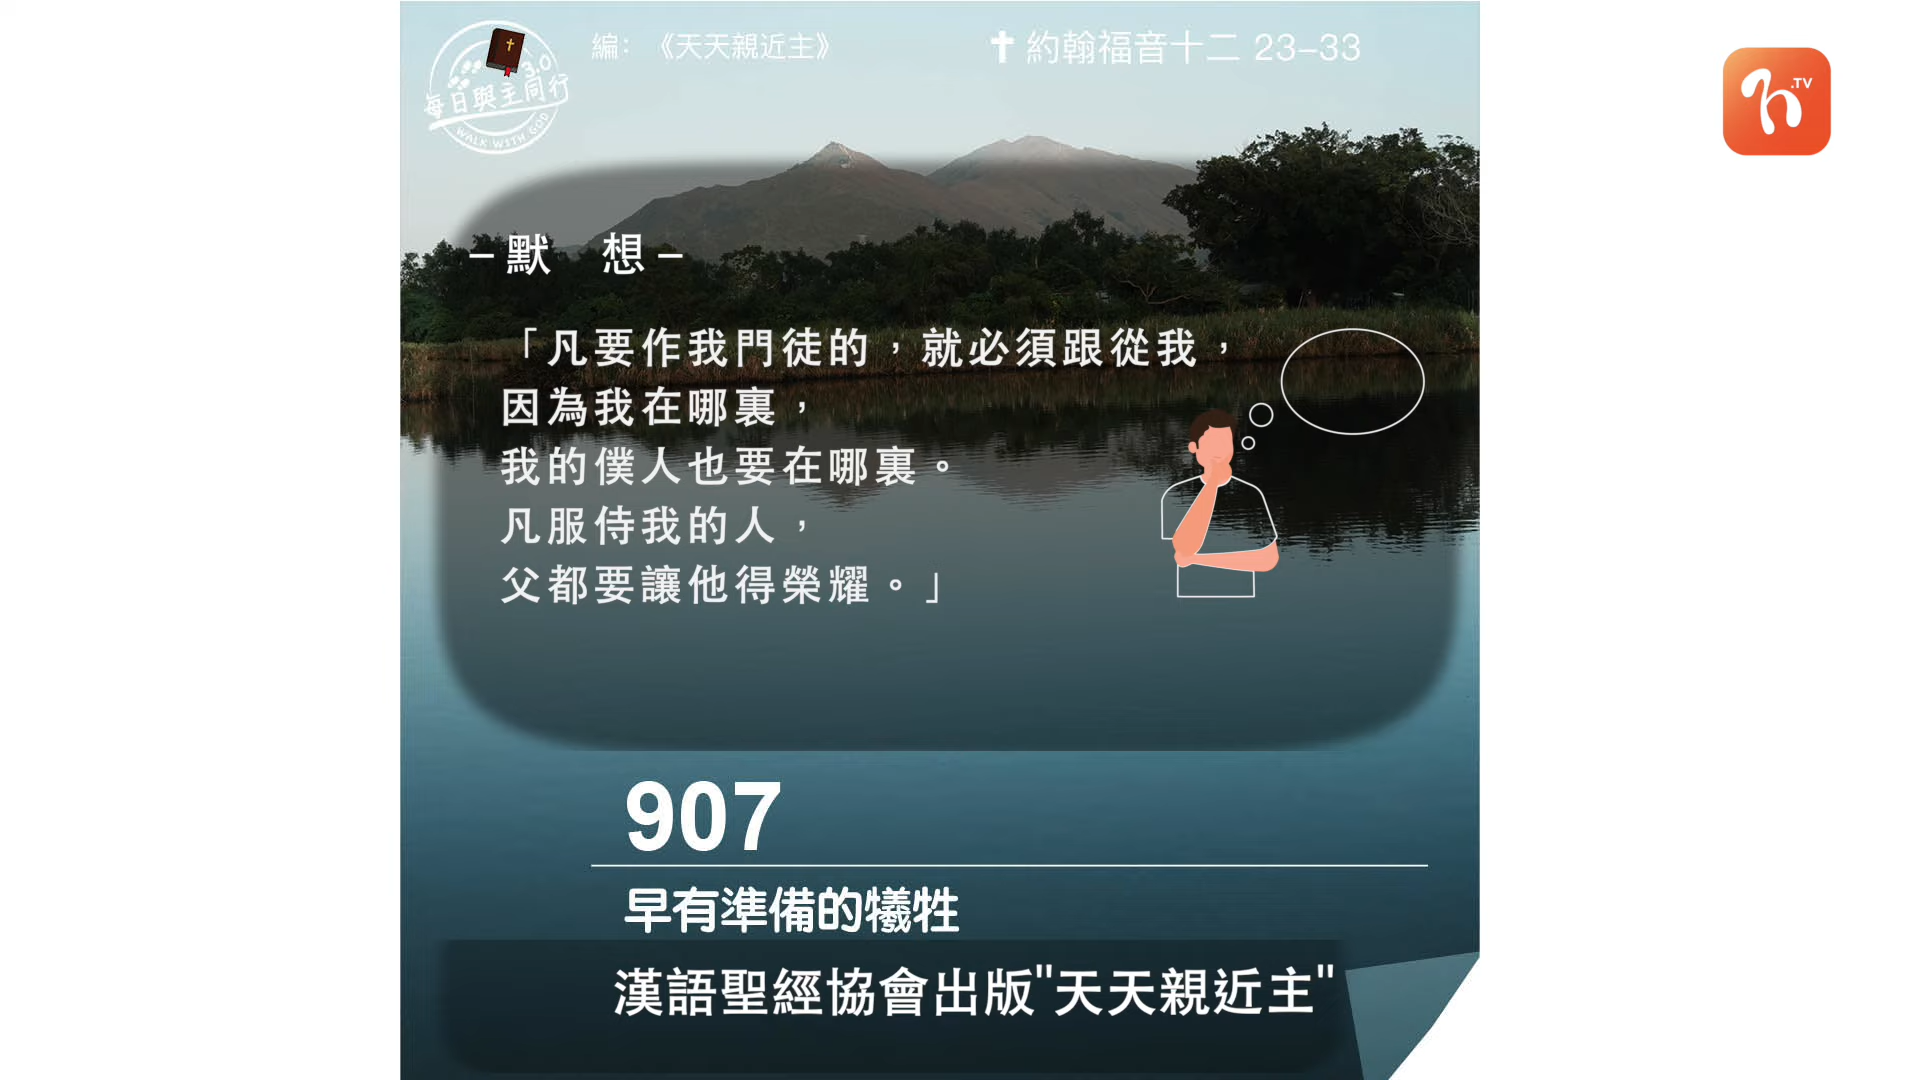 編：《天天親近主》
約翰福音十二 23-33
.TV
3.0
每日與主同行
WALK WITH GOD
–默 想–
「凡要作我門徒的，就必須跟從我，
因為我在哪裏，
我的僕人也要在哪裏。
凡服侍我的人，
父都要讓他得榮耀。」
907
早有準備的犧牲
漢語聖經協會出版"天天親近主"